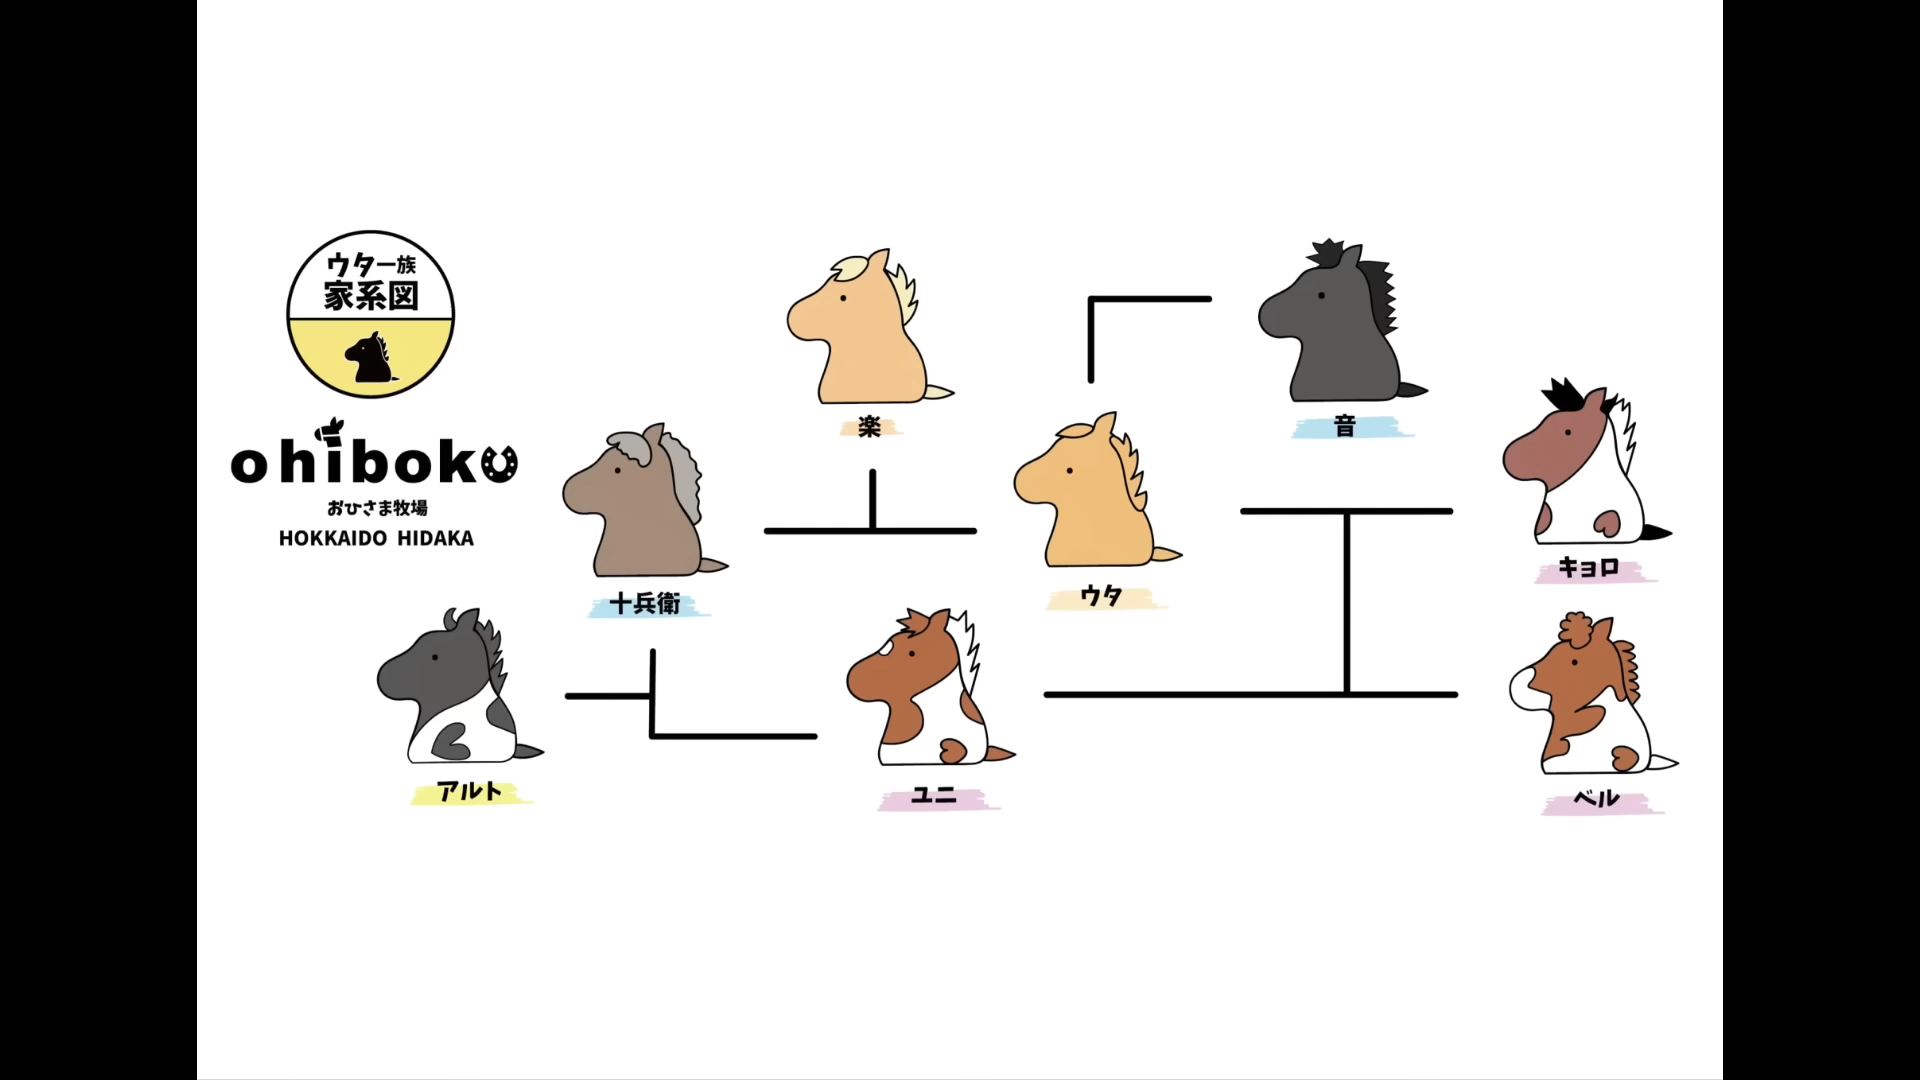 ウタ一族
家系図
ohiboku
おひさま牧場
HOKKAIDO HIDAKA
楽
音
十兵衛
ウタ
キョロ
アルト
ユニ
ベル